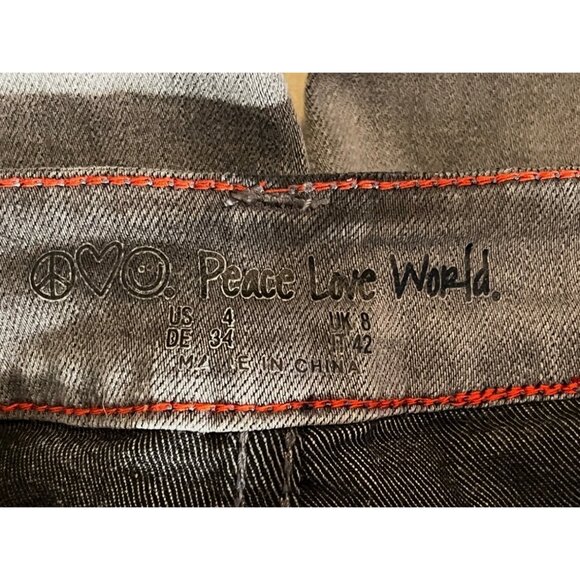 Peace Love World.
US 4 UK 8
DE 34 IT 42
MADE IN CHINA